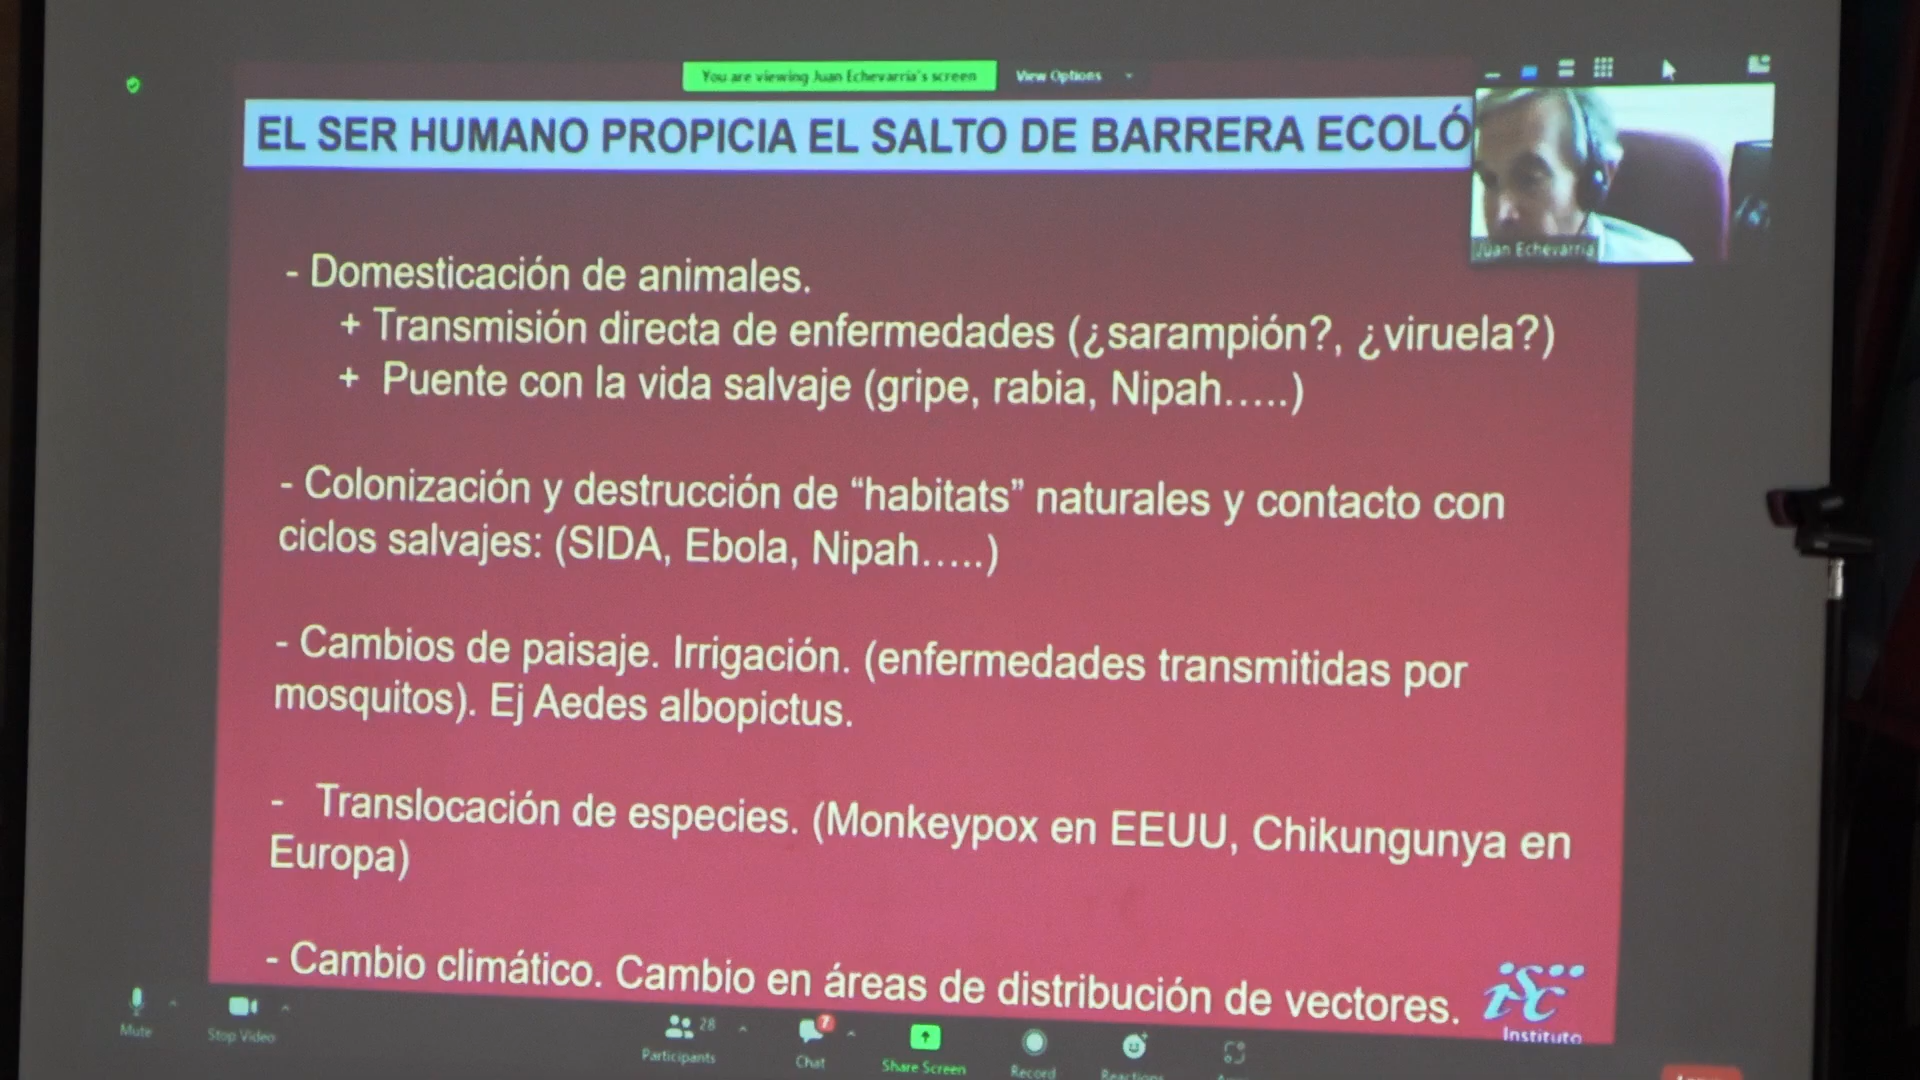 You are viewing Juan Echevarria's screen View Options
EL SER HUMANO PROPICIA EL SALTO DE BARRERA ECOLÓ
Juan Echevarria
- Domesticación de animales.
+ Transmisión directa de enfermedades (¿sarampión?, ¿viruela?)
+ Puente con la vida salvaje (gripe, rabia, Nipah.....)
- Colonización y destrucción de “habitats” naturales y contacto con
ciclos salvajes: (SIDA, Ebola, Nipah.....)
- Cambios de paisaje. Irrigación. (enfermedades transmitidas por
mosquitos). Ej Aedes albopictus.
- Translocación de especies. (Monkeypox en EEUU, Chikungunya en
Europa)
- Cambio climático. Cambio en áreas de distribución de vectores.
isciii
Instituto
Mute Stop Video Participants 28 Chat 7 Share Screen Record Reactions